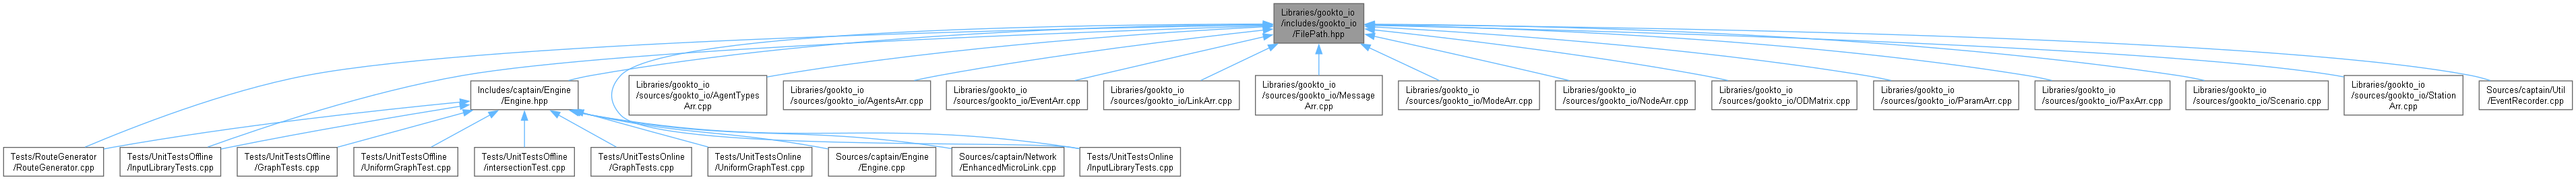 Libraries/gookto_io
/includes/gookto_io
/FilePath.hpp
Includes/captain/Engine
/Engine.hpp
Libraries/gookto_io
/sources/gookto_io/AgentTypes
Arr.cpp
Libraries/gookto_io
/sources/gookto_io/AgentsArr.cpp
Libraries/gookto_io
/sources/gookto_io/EventArr.cpp
Libraries/gookto_io
/sources/gookto_io/LinkArr.cpp
Libraries/gookto_io
/sources/gookto_io/Message
Arr.cpp
Libraries/gookto_io
/sources/gookto_io/ModeArr.cpp
Libraries/gookto_io
/sources/gookto_io/NodeArr.cpp
Libraries/gookto_io
/sources/gookto_io/ODMatrix.cpp
Libraries/gookto_io
/sources/gookto_io/ParamArr.cpp
Libraries/gookto_io
/sources/gookto_io/PaxArr.cpp
Libraries/gookto_io
/sources/gookto_io/Scenario.cpp
Libraries/gookto_io
/sources/gookto_io/Station
Arr.cpp
Sources/captain/Util
/EventRecorder.cpp
Tests/RouteGenerator
/RouteGenerator.cpp
Tests/UnitTestsOffline
/InputLibraryTests.cpp
Tests/UnitTestsOffline
/GraphTests.cpp
Tests/UnitTestsOffline
/UniformGraphTest.cpp
Tests/UnitTestsOffline
/intersectionTest.cpp
Tests/UnitTestsOnline
/GraphTests.cpp
Tests/UnitTestsOnline
/UniformGraphTest.cpp
Sources/captain/Engine
/Engine.cpp
Sources/captain/Network
/EnhancedMicroLink.cpp
Tests/UnitTestsOnline
/InputLibraryTests.cpp